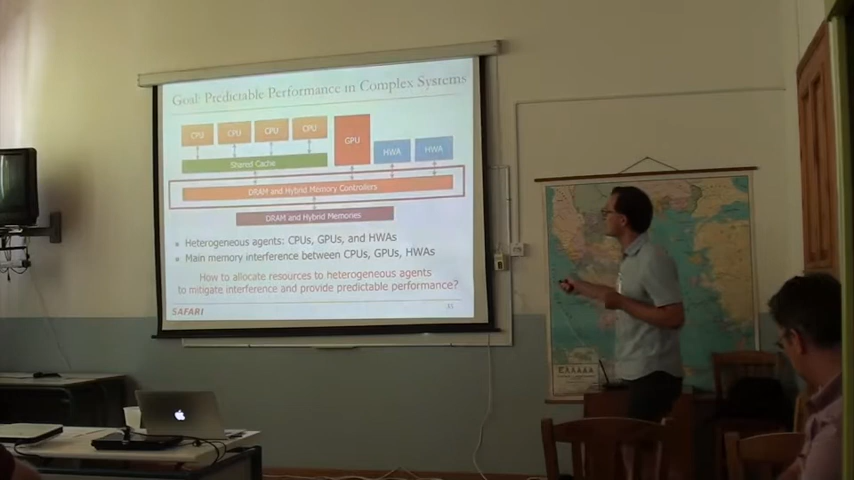 Goal: Predictable Performance in Complex Systems
CPU CPU CPU CPU
GPU
HWA HWA
Shared Cache
DRAM and Hybrid Memory Controllers
DRAM and Hybrid Memories
Heterogeneous agents: CPUs, GPUs, and HWAs
Main memory interference between CPUs, GPUs, HWAs
How to allocate resources to heterogeneous agents
to mitigate interference and provide predictable performance?
SAFARI
ΕΛΛΑΔΑ